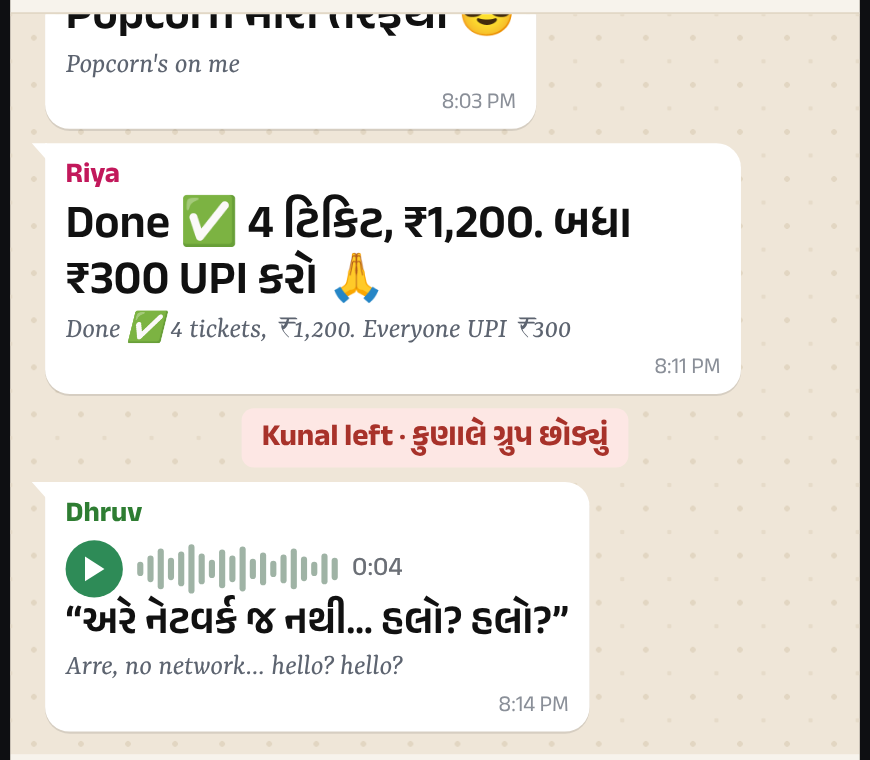 Popcorn મારા તરફથી 😎
Popcorn's on me
8:03 PM
Riya
Done ✅ 4 ટિકિટ, ₹1,200. બધા
₹300 UPI કરો 🙏
Done ✅ 4 tickets, ₹1,200. Everyone UPI ₹300
8:11 PM
Kunal left · કુણાલે ગ્રુપ છોડ્યું
Dhruv
0:04
“અરે નેટવર્ક જ નથી... હલો? હલો?”
Arre, no network... hello? hello?
8:14 PM